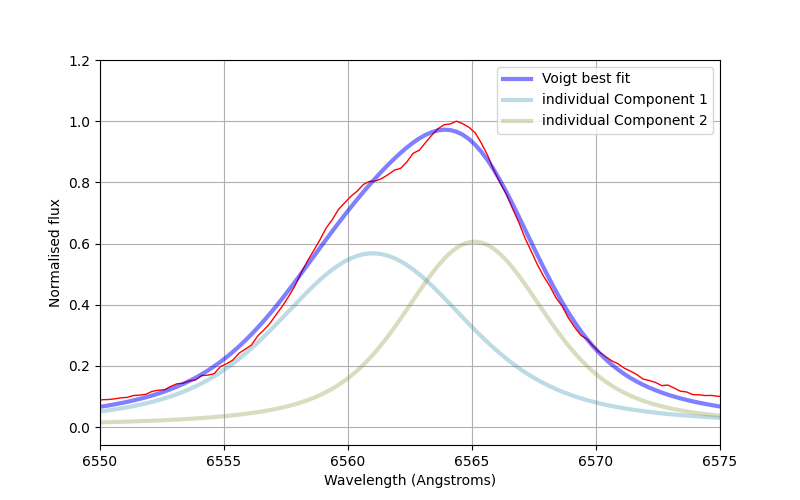 1.2
1.0
0.8
0.6
0.4
0.2
0.0
Normalised flux
Voigt best fit
individual Component 1
individual Component 2
6550 6555 6560 6565 6570 6575
Wavelength (Angstroms)